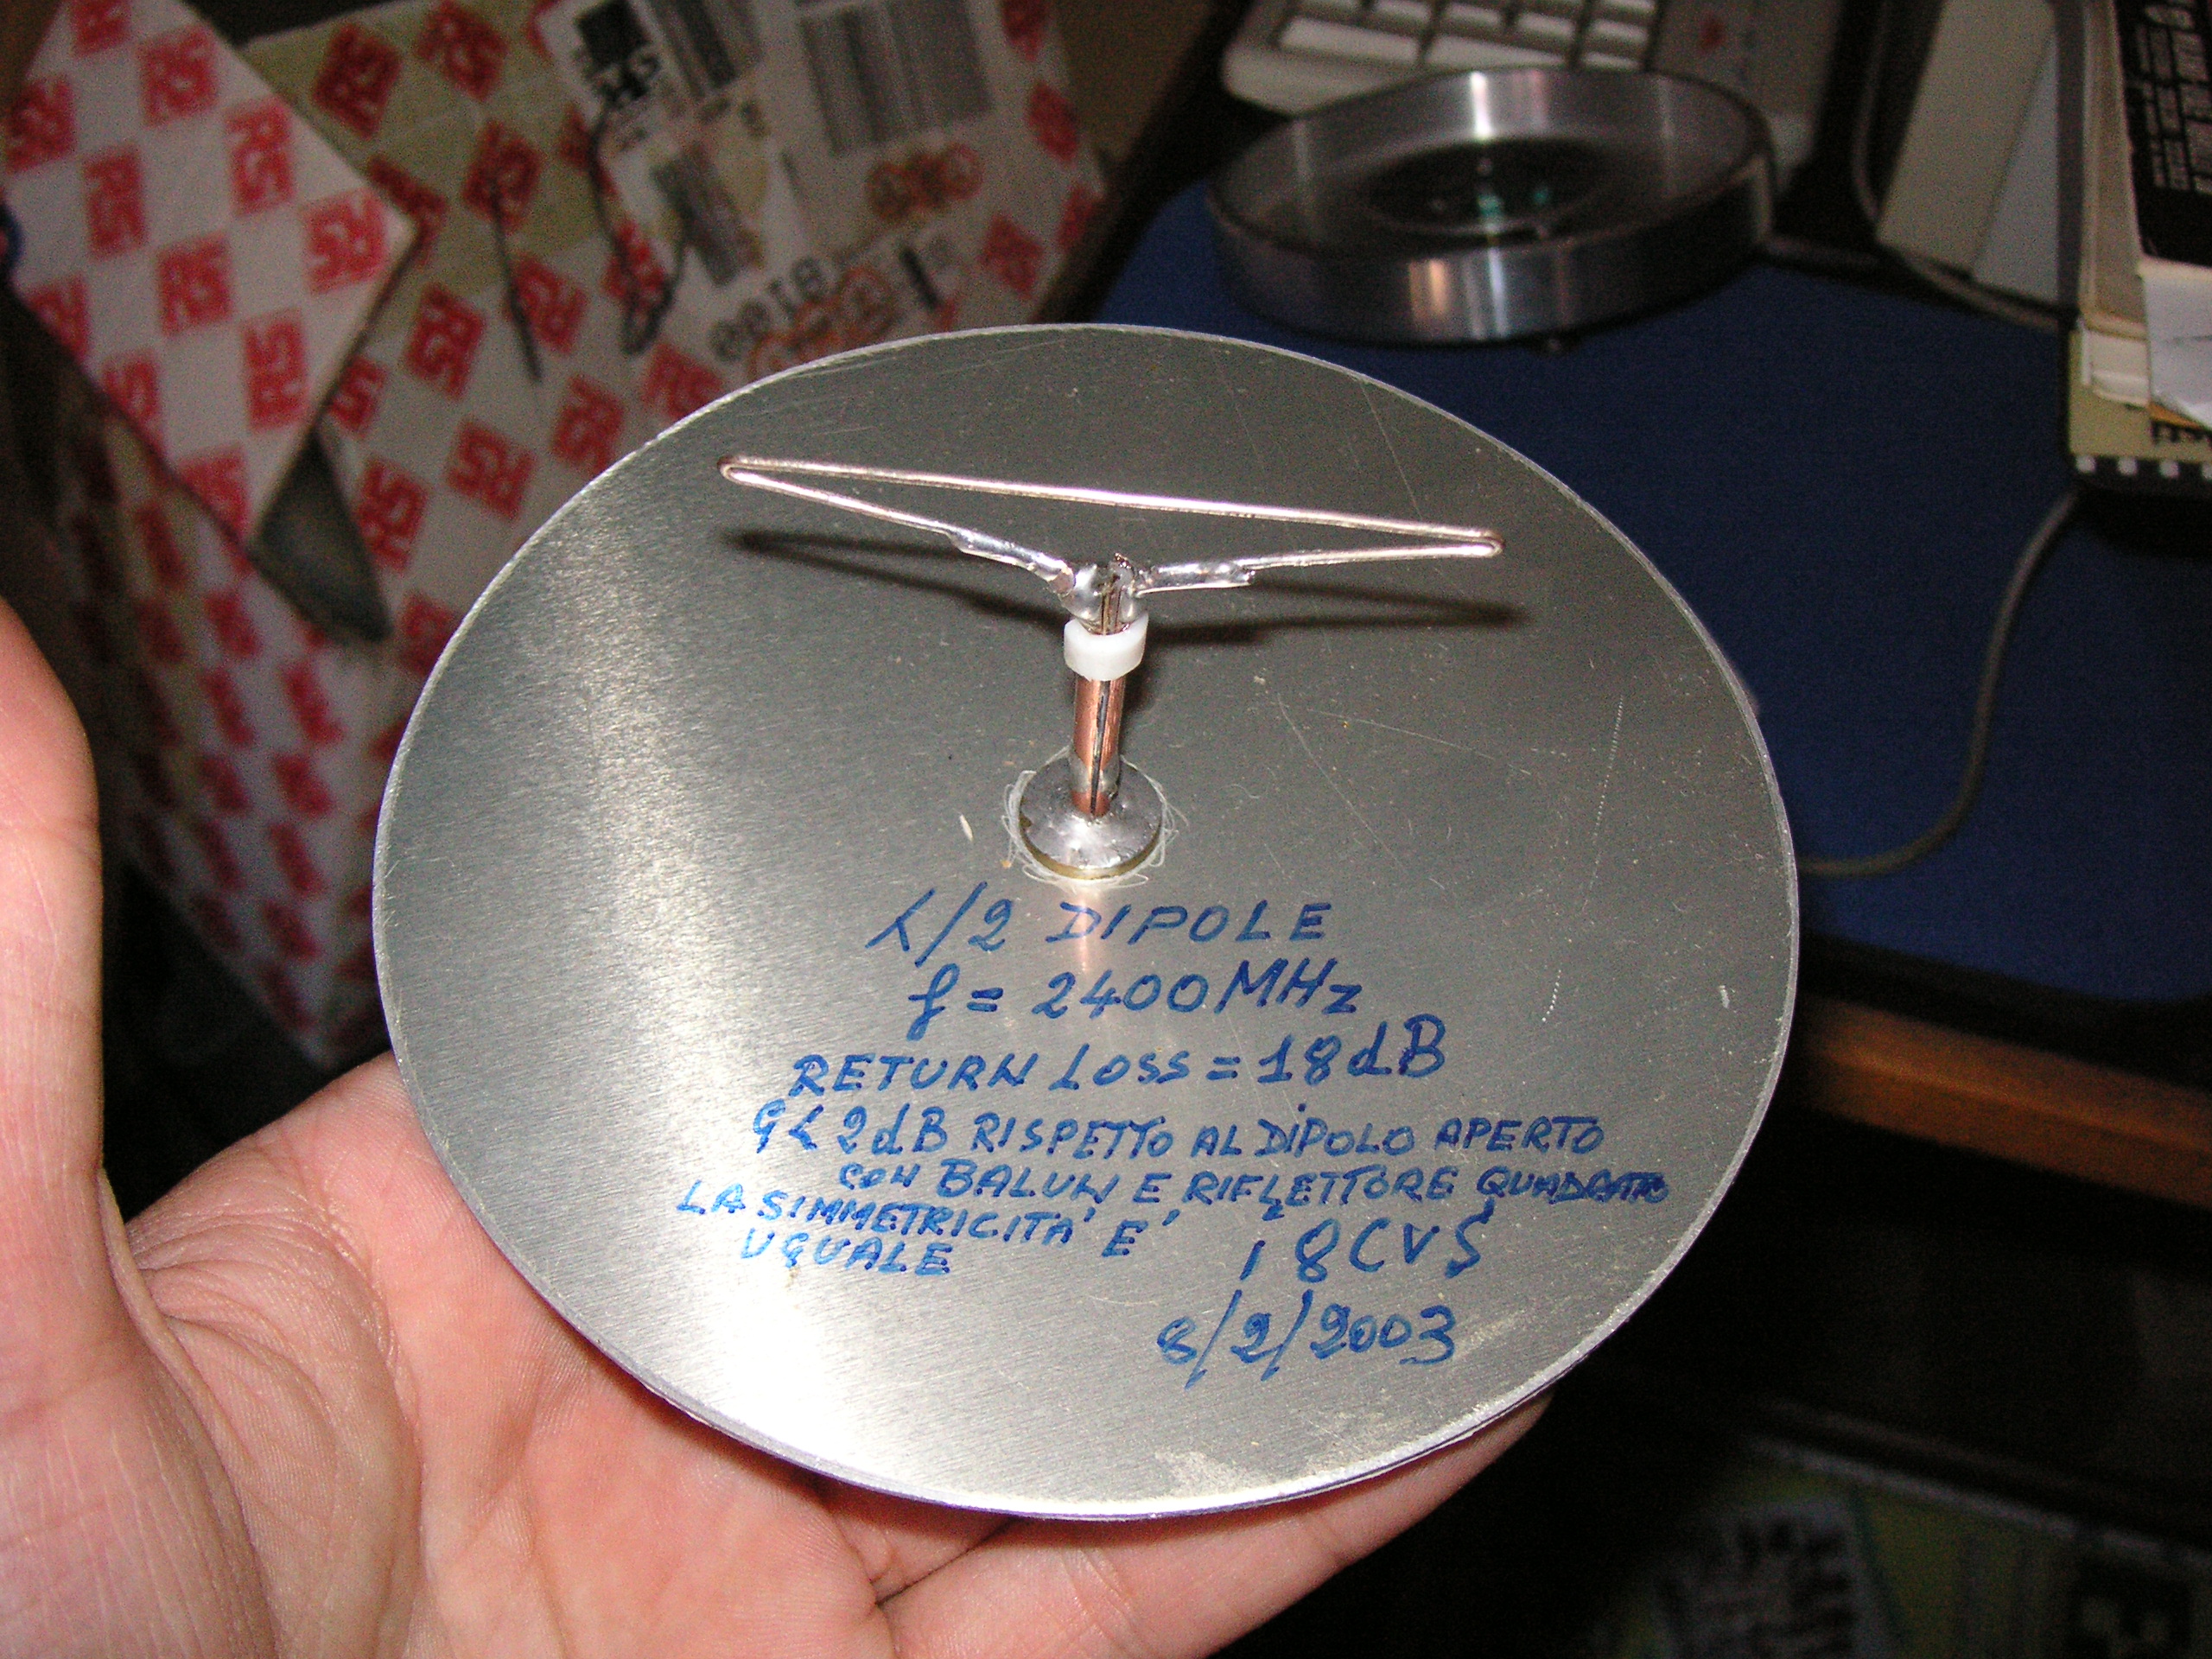 λ/2 DIPOLE
f = 2400 MHz
RETURN LOSS = 18 dB
G < 2 dB RISPETTO AL DIPOLO APERTO
CON BALUN E RIFLETTORE QUADRATO
LA SIMMETRICITA' E'
UGUALE
i8CVS
8/2/2003
RS